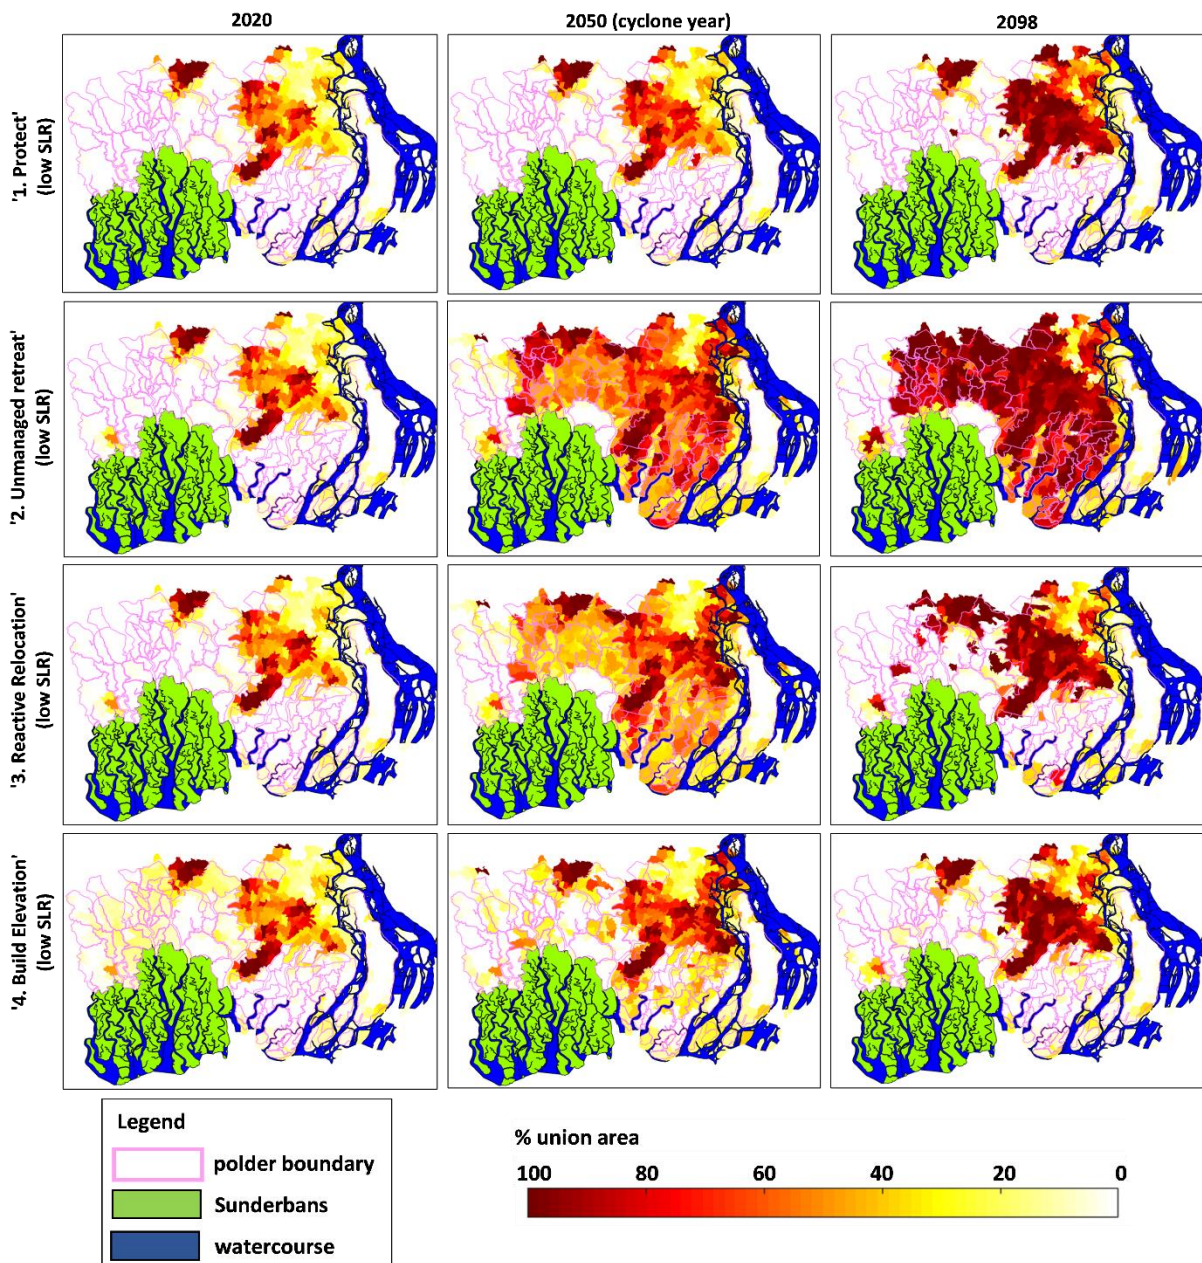 2020
2050 (cyclone year)
2098
'1. Protect'
(low SLR)
'2. Unmanaged retreat'
(low SLR)
'3. Reactive Relocation'
(low SLR)
'4. Build Elevation'
(low SLR)
Legend
polder boundary
Sunderbans
watercourse
% union area
100 80 60 40 20 0